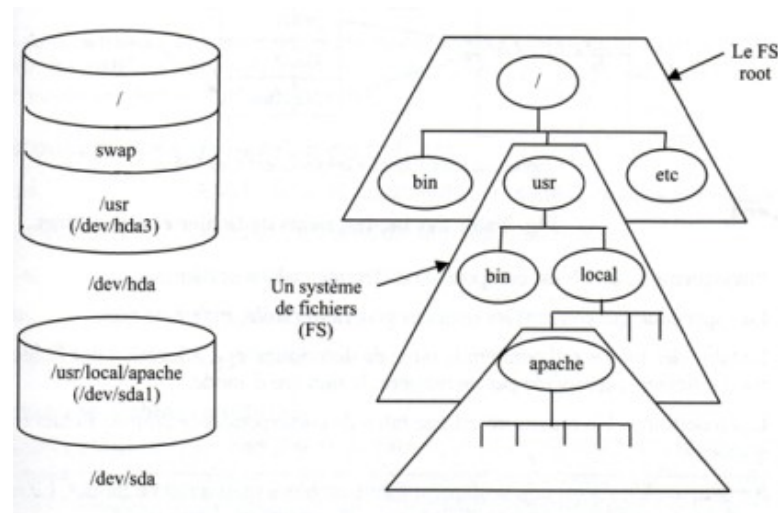 /
swap
/usr
(/dev/hda3)
/dev/hda
/usr/local/apache
(/dev/sda1)
/dev/sda
Le FS
root
/
bin
usr
etc
Un système
de fichiers
(FS)
bin
local
apache